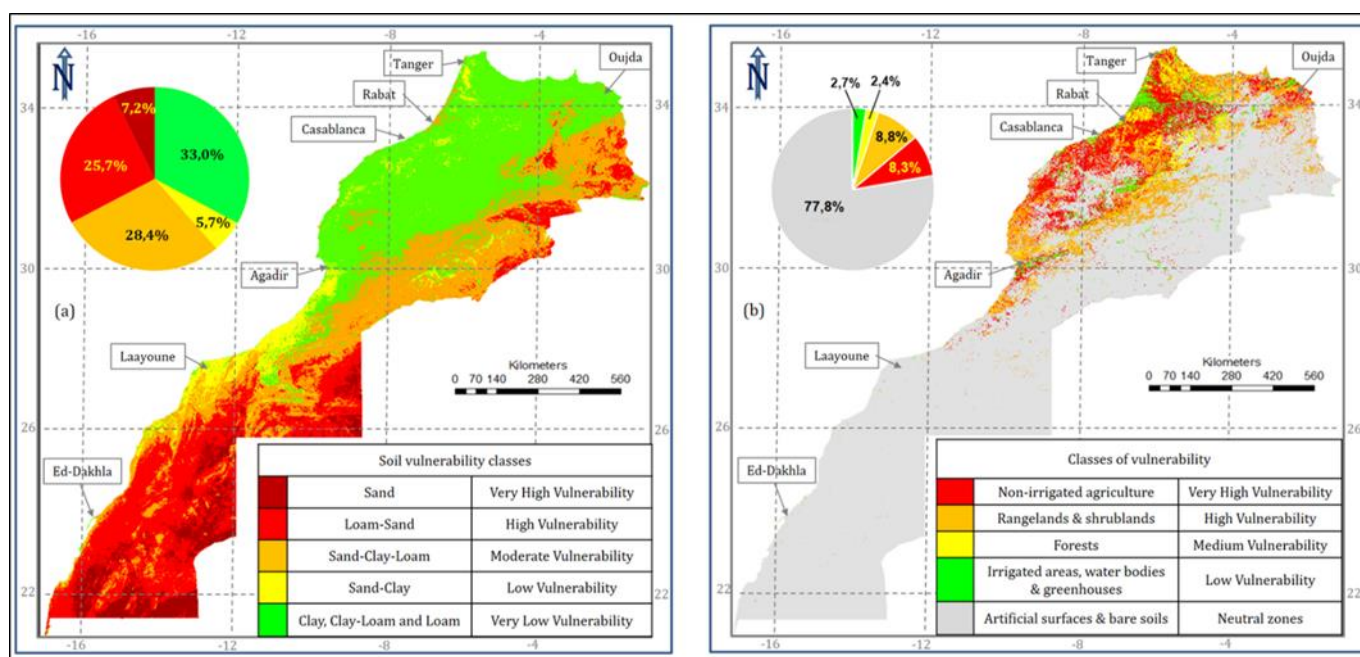 -16 -12 -8 -4
N
Tanger
Oujda
Rabat
34 34
Casablanca
7,2%
33,0%
25,7%
5,7%
28,4%
30 30
Agadir
(a)
Laayoune
Kilometers
0 70 140 280 420 560
26 26
Ed-Dakhla
22 22
Soil vulnerability classes
Sand Very High Vulnerability
Loam-Sand High Vulnerability
Sand-Clay-Loam Moderate Vulnerability
Sand-Clay Low Vulnerability
Clay, Clay-Loam and Loam Very Low Vulnerability
-16 -12 -8 -4
-16 -12 -8 -4
N
Tanger
Oujda
Rabat
34 34
Casablanca
2,7% 2,4%
8,8%
8,3%
77,8%
30 30
Agadir
(b)
Laayoune
Kilometers
0 70 140 280 420 560
26 26
Ed-Dakhla
22 22
Classes of vulnerability
Non-irrigated agriculture Very High Vulnerability
Rangelands & shrublands High Vulnerability
Forests Medium Vulnerability
Irrigated areas, water bodies
& greenhouses Low Vulnerability
Artificial surfaces & bare soils Neutral zones
-16 -12 -8 -4